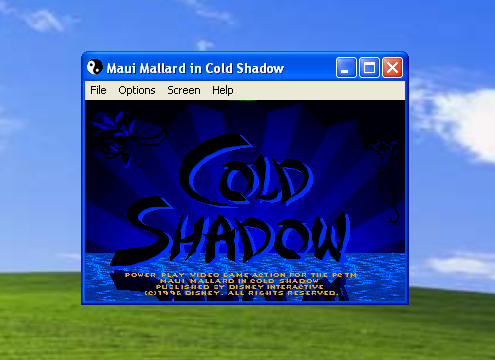 Maui Mallard in Cold Shadow
File Options Screen Help
COLD
SHADOW
POWER PLAY VIDEO GAME ACTION FOR THE PC TM
MAUI MALLARD IN COLD SHADOW
PUBLISHED BY DISNEY INTERACTIVE
(C)1996 DISNEY. ALL RIGHTS RESERVED.